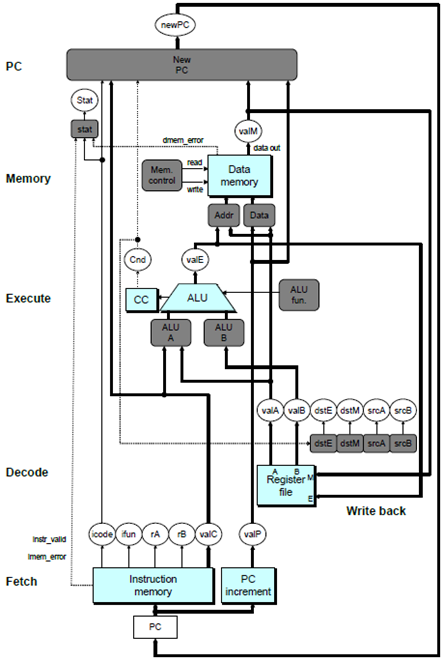 newPC
PC
New
PC
Stat
stat
valM
dmem_error
data out
Memory
Mem.
control
read
write
Data
memory
Addr
Data
Cnd
valE
Execute
CC
ALU
ALU
fun.
ALU
A
ALU
B
valA
valB
dstE
dstM
srcA
srcB
dstE
dstM
srcA
srcB
Decode
A
B
Register
file
M
E
Write back
icode
ifun
rA
rB
valC
valP
instr_valid
imem_error
Fetch
Instruction
memory
PC
increment
PC